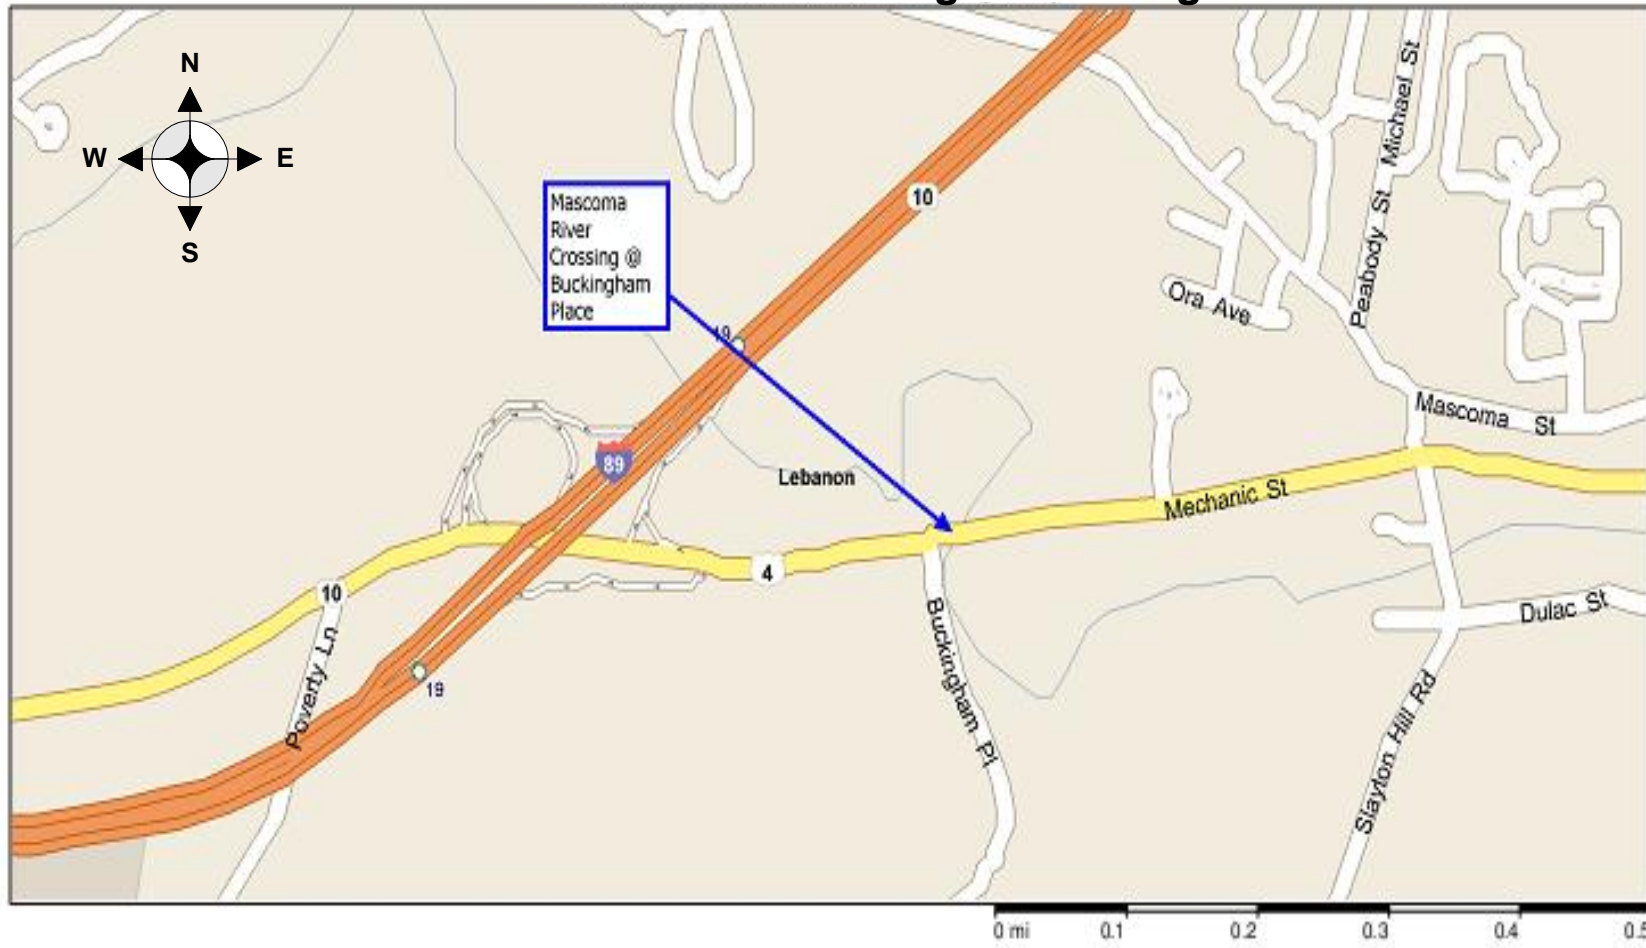 N
W
E
S
Mascoma
River
Crossing @
Buckingham
Place
10
19
89
Lebanon
10
4
19
Poverty Ln
Buckingham Pl
Mechanic St
Michael St
Peabody St
Ora Ave
Mascoma St
Dulac St
Slayton Hill Rd
0 mi
0.1
0.2
0.3
0.4